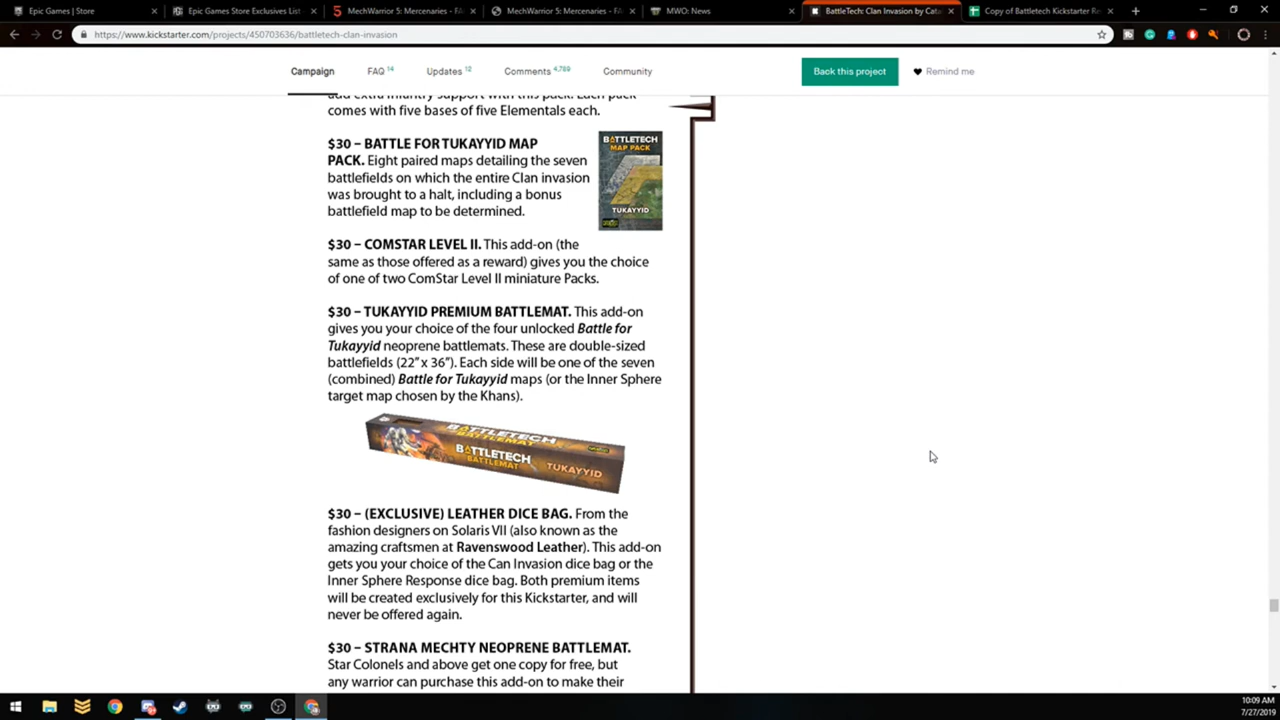 Epic Games | Store
Epic Games Store Exclusives List
MechWarrior 5: Mercenaries - FA
MechWarrior 5: Mercenaries - FA
MWO: News
BattleTech: Clan Invasion by Cata
Copy of Battletech Kickstarter Re
https://www.kickstarter.com/projects/450703636/battletech-clan-invasion
Campaign
FAQ 14
Updates 12
Comments 4,789
Community
Back this project
Remind me
add extra infantry support with this pack. Each pack
comes with five bases of five Elementals each.
$30 – BATTLE FOR TUKAYYID MAP
PACK. Eight paired maps detailing the seven
battlefields on which the entire Clan invasion
was brought to a halt, including a bonus
battlefield map to be determined.
BATTLETECH
MAP PACK
TUKAYYID
$30 – COMSTAR LEVEL II. This add-on (the
same as those offered as a reward) gives you the choice
of one of two ComStar Level II miniature Packs.
$30 – TUKAYYID PREMIUM BATTLEMAT. This add-on
gives you your choice of the four unlocked Battle for
Tukayyid neoprene battlemats. These are double-sized
battlefields (22" x 36"). Each side will be one of the seven
(combined) Battle for Tukayyid maps (or the Inner Sphere
target map chosen by the Khans).
BATTLETECH
BATTLEMAT
BATTLETECH
BATTLEMAT
TUKAYYID
$30 – (EXCLUSIVE) LEATHER DICE BAG. From the
fashion designers on Solaris VII (also known as the
amazing craftsmen at Ravenswood Leather). This add-on
gets you your choice of the Can Invasion dice bag or the
Inner Sphere Response dice bag. Both premium items
will be created exclusively for this Kickstarter, and will
never be offered again.
$30 – STRANA MECHTY NEOPRENE BATTLEMAT.
Star Colonels and above get one copy for free, but
any warrior can purchase this add-on to make their
10:09 AM
7/27/2019